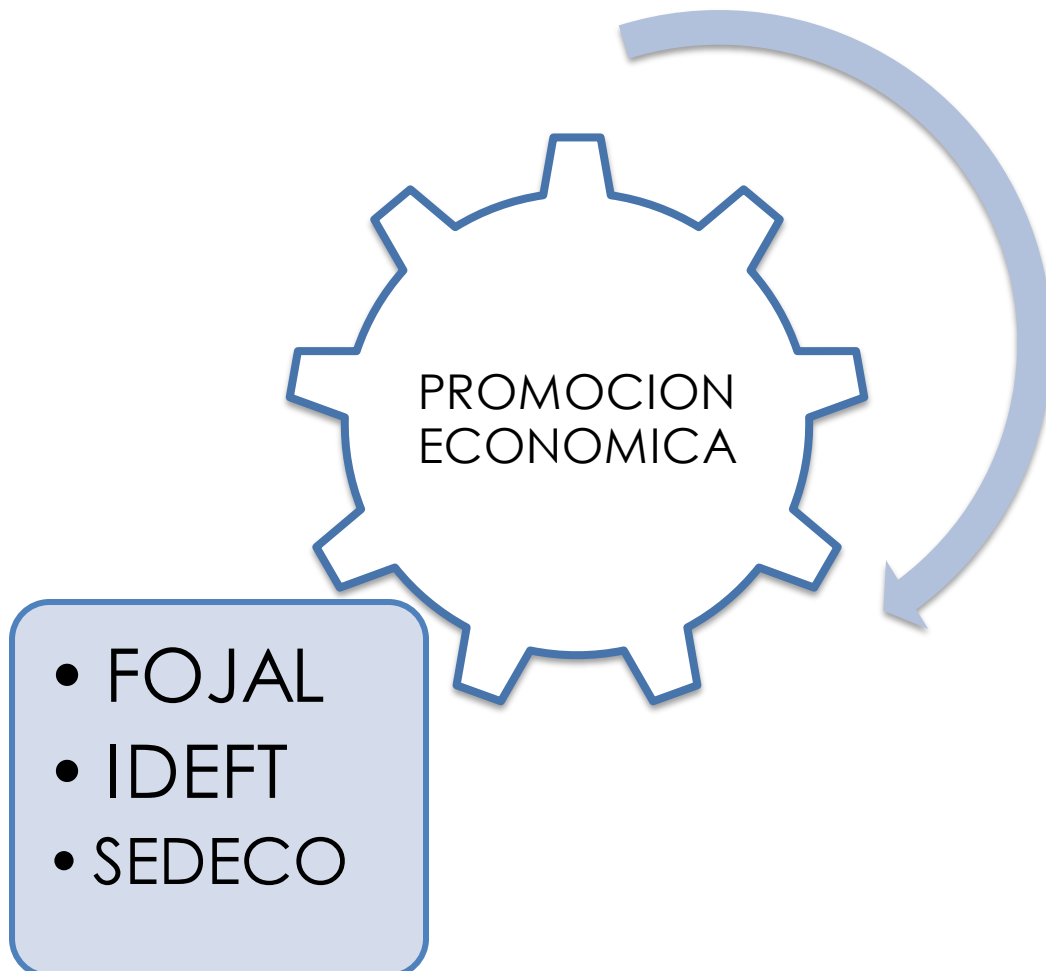 PROMOCION
ECONOMICA
• FOJAL
• IDEFT
• SEDECO